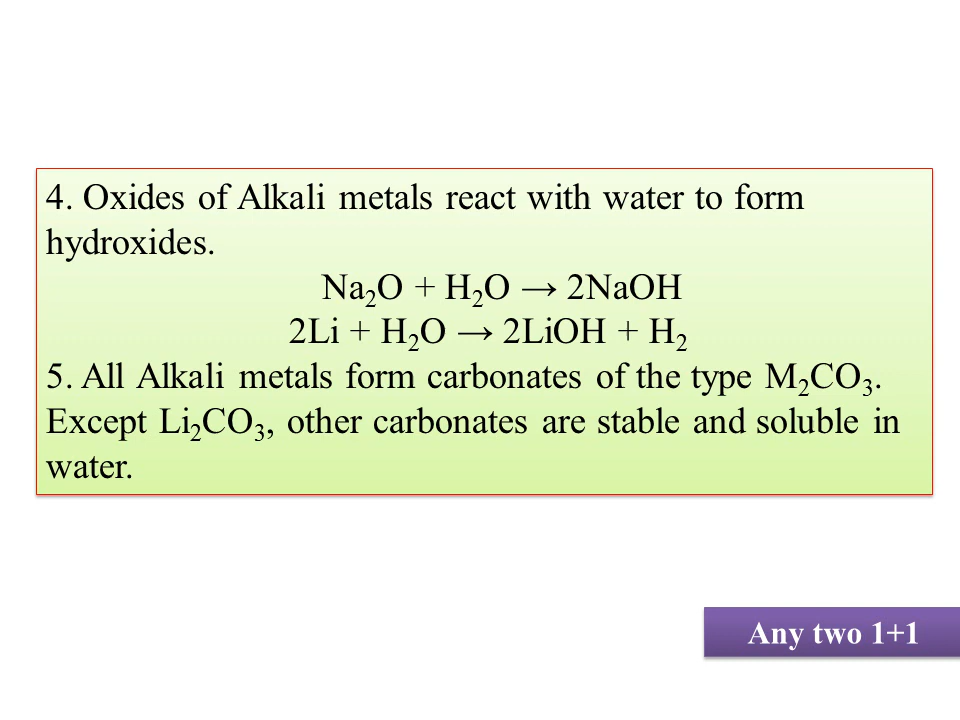 4. Oxides of Alkali metals react with water to form
hydroxides.
Na₂O + H₂O → 2NaOH
2Li + H₂O → 2LiOH + H₂
5. All Alkali metals form carbonates of the type M₂CO₃.
Except Li₂CO₃, other carbonates are stable and soluble in
water.
Any two 1+1